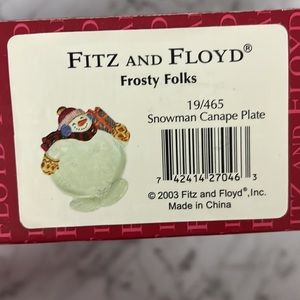 FITZ AND FLOYD®
Frosty Folks
19/465
Snowman Canape Plate
7 42414 27046 3
© 2003 Fitz and Floyd®, Inc.
Made in China